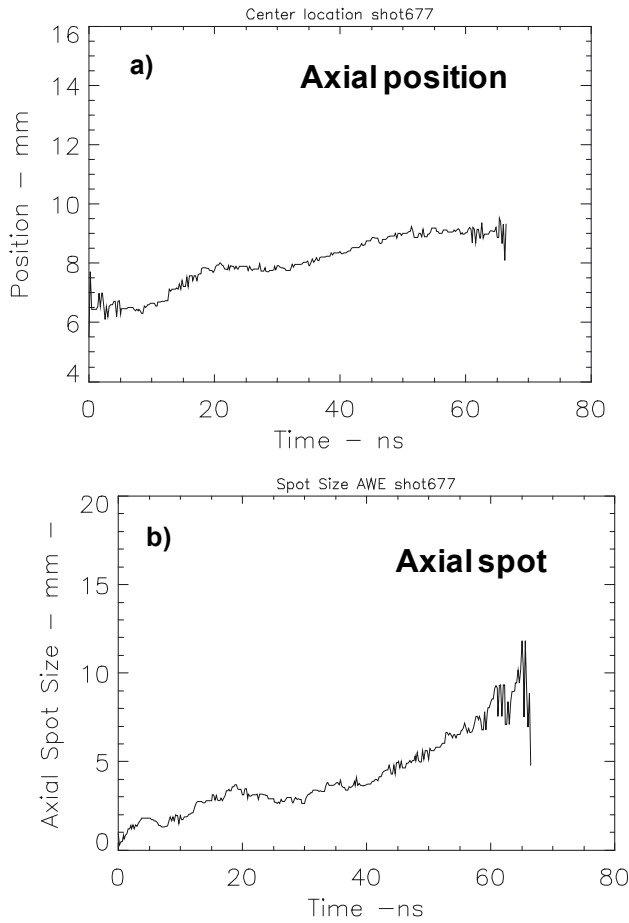 Center location shot677
a)
Axial position
Position – mm
16
14
12
10
8
6
4
0
20
40
60
80
Time – ns
Spot Size AWE shot677
b)
Axial spot
Axial Spot Size – mm –
20
15
10
5
0
0
20
40
60
80
Time –ns